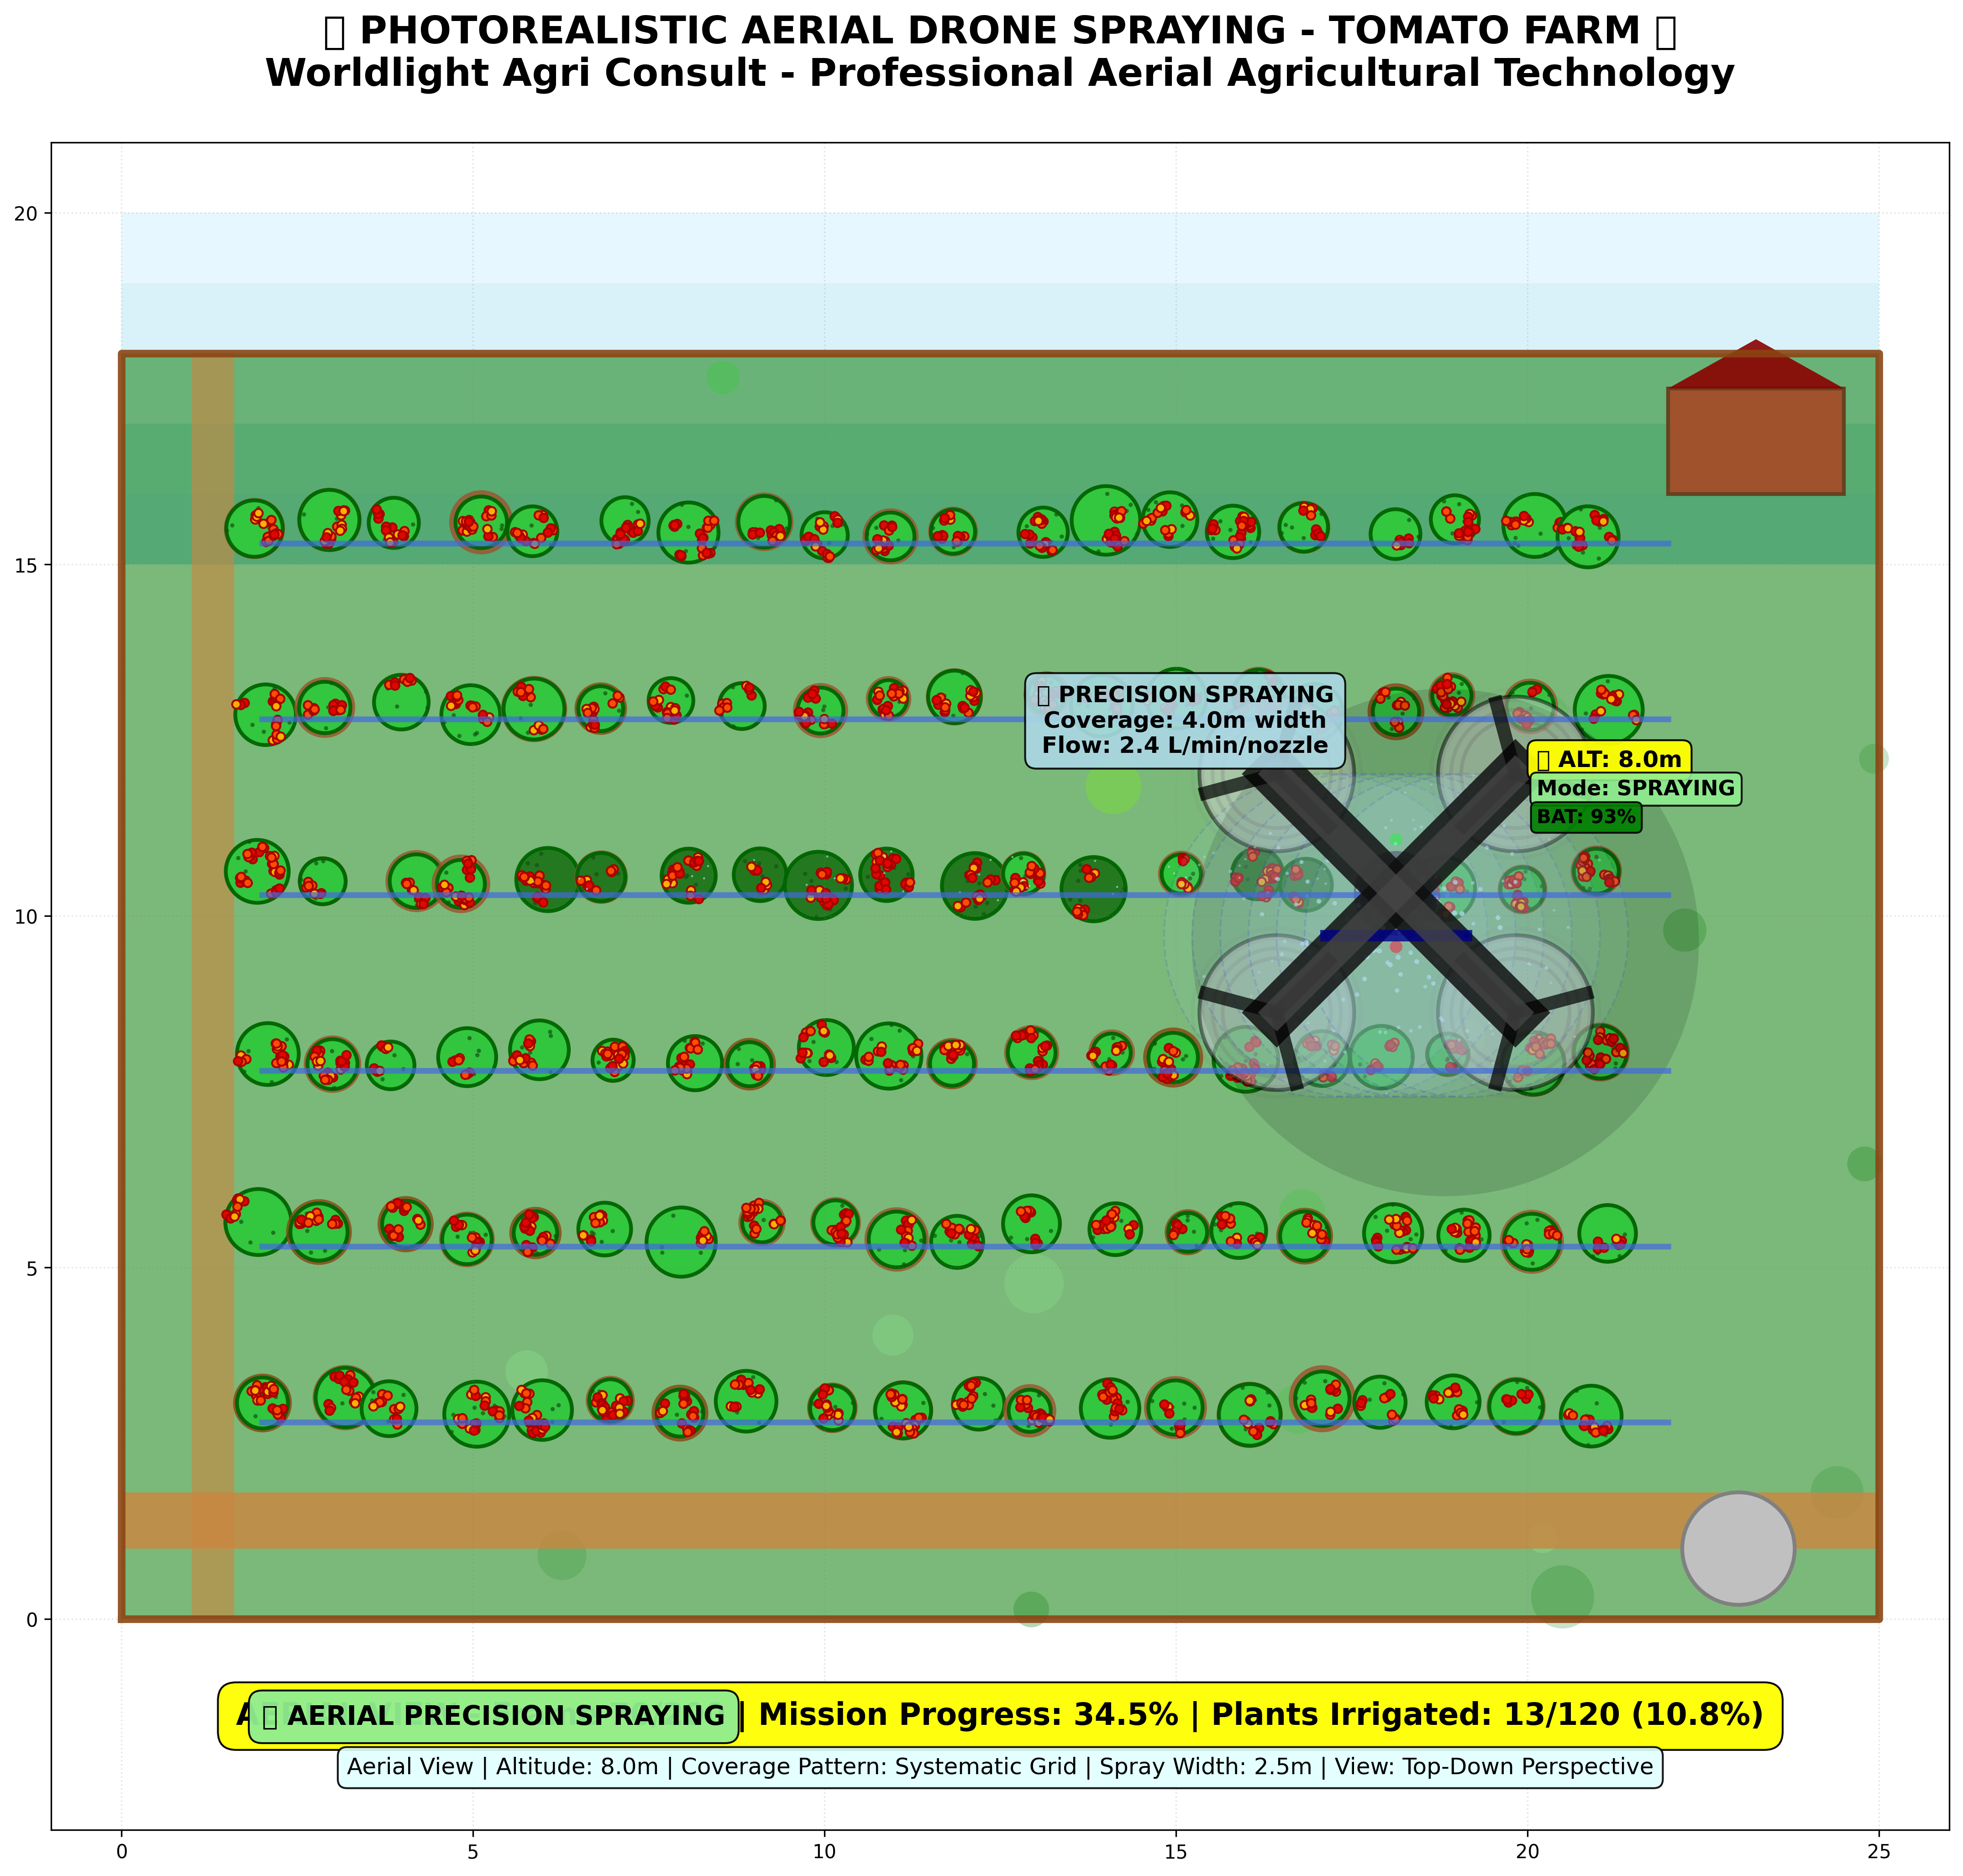 PHOTOREALISTIC AERIAL DRONE SPRAYING - TOMATO FARM
Worldlight Agri Consult - Professional Aerial Agricultural Technology
20
15
10
5
0
PRECISION SPRAYING
Coverage: 4.0m width
Flow: 2.4 L/min/nozzle
ALT: 8.0m
Mode: SPRAYING
BAT: 93%
AERIAL PRECISION SPRAYING | Mission Progress: 34.5% | Plants Irrigated: 13/120 (10.8%)
Aerial View | Altitude: 8.0m | Coverage Pattern: Systematic Grid | Spray Width: 2.5m | View: Top-Down Perspective
0 5 10 15 20 25